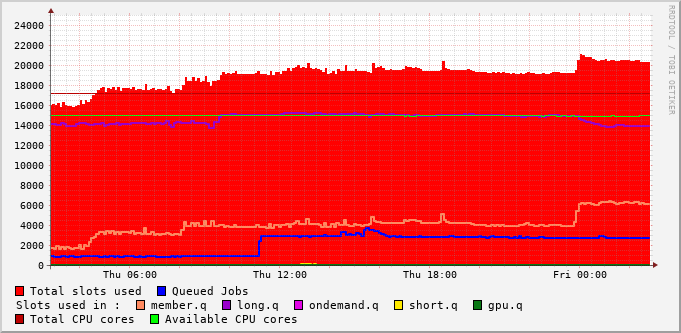 24000
22000
20000
18000
16000
14000
12000
10000
8000
6000
4000
2000
0
Thu 06:00 Thu 12:00 Thu 18:00 Fri 00:00
RRDTOOL / TOBI OETIKER
Total slots used Queued Jobs
Slots used in : member.q long.q ondemand.q short.q gpu.q
Total CPU cores Available CPU cores